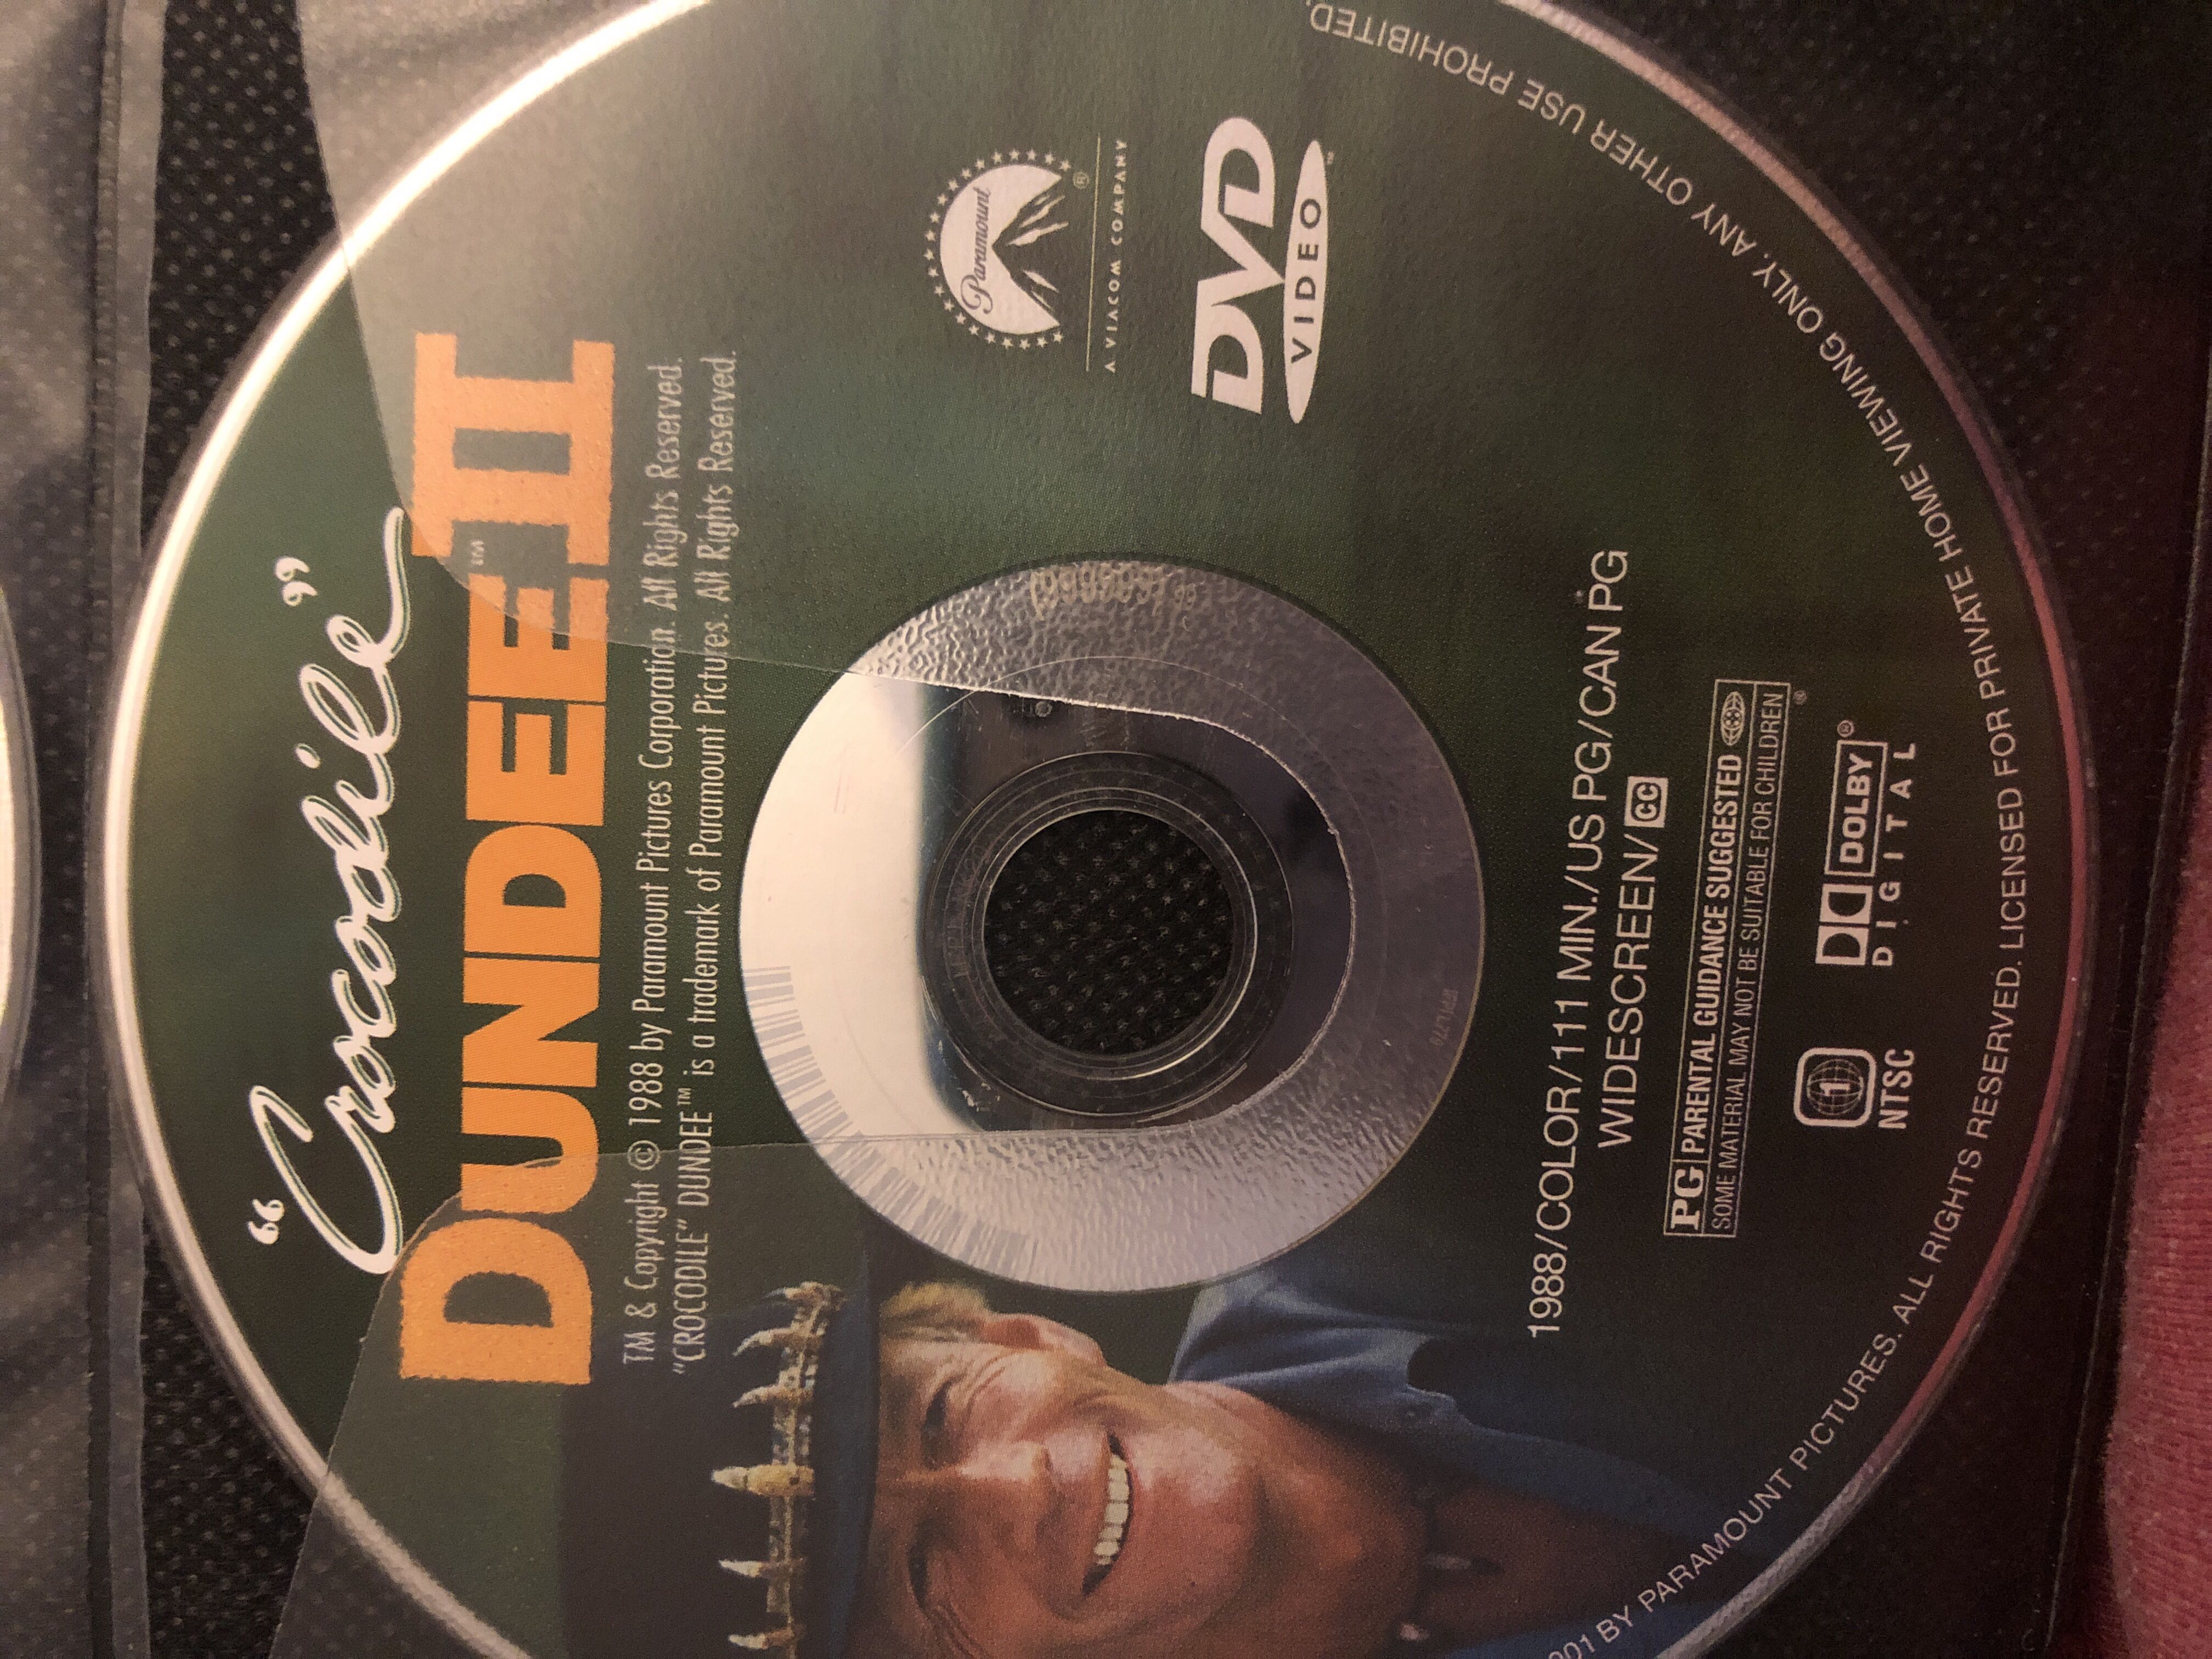 “Crocodile”
DUNDEE II
™
TM & Copyright © 1988 by Paramount Pictures Corporation. All Rights Reserved.
“CROCODILE” DUNDEE™ is a trademark of Paramount Pictures. All Rights Reserved.
Paramount
®
A VIACOM COMPANY
DVD
VIDEO
™
1988/COLOR/111 MIN./US PG/CAN PG
WIDESCREEN/CC
PG PARENTAL GUIDANCE SUGGESTED
SOME MATERIAL MAY NOT BE SUITABLE FOR CHILDREN
®
1
NTSC
DOLBY®
DIGITAL
BY PARAMOUNT PICTURES. ALL RIGHTS RESERVED. LICENSED FOR PRIVATE HOME VIEWING ONLY. ANY OTHER USE PROHIBITED.